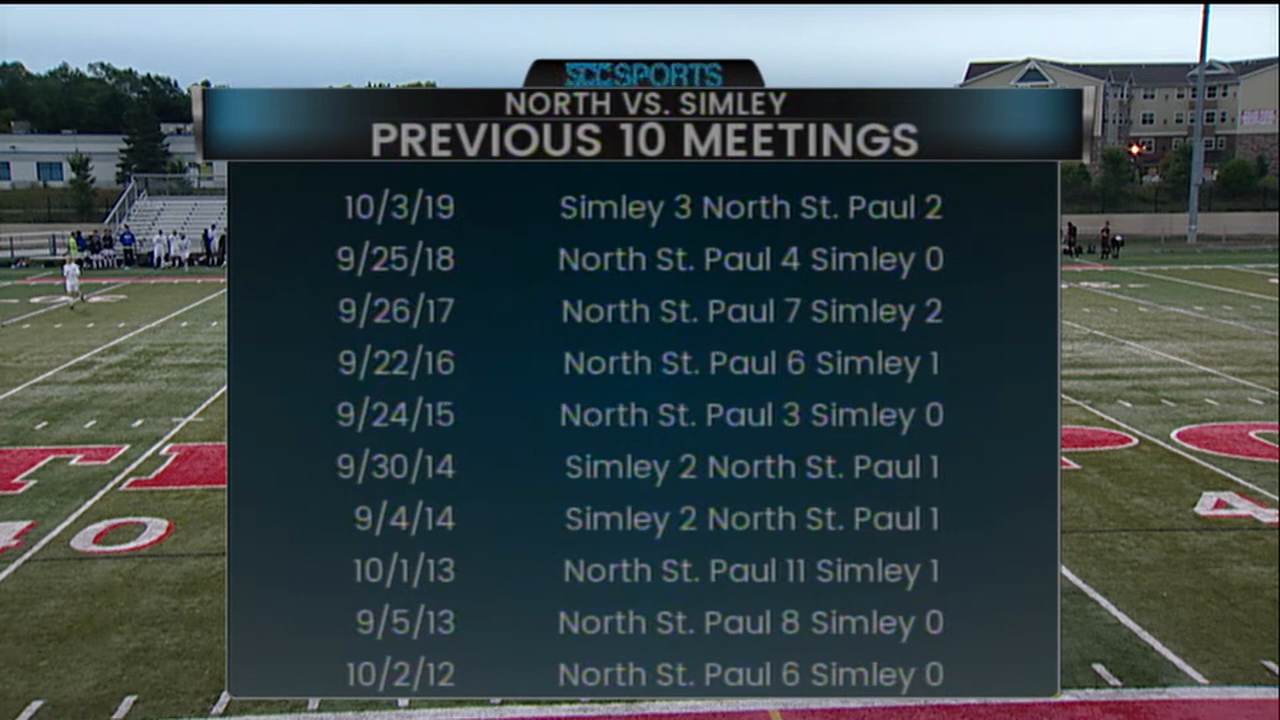 SCCSPORTS
NORTH VS. SIMLEY
PREVIOUS 10 MEETINGS
10/3/19 Simley 3 North St. Paul 2
9/25/18 North St. Paul 4 Simley 0
9/26/17 North St. Paul 7 Simley 2
9/22/16 North St. Paul 6 Simley 1
9/24/15 North St. Paul 3 Simley 0
9/30/14 Simley 2 North St. Paul 1
9/4/14 Simley 2 North St. Paul 1
10/1/13 North St. Paul 11 Simley 1
9/5/13 North St. Paul 8 Simley 0
10/2/12 North St. Paul 6 Simley 0
40
4